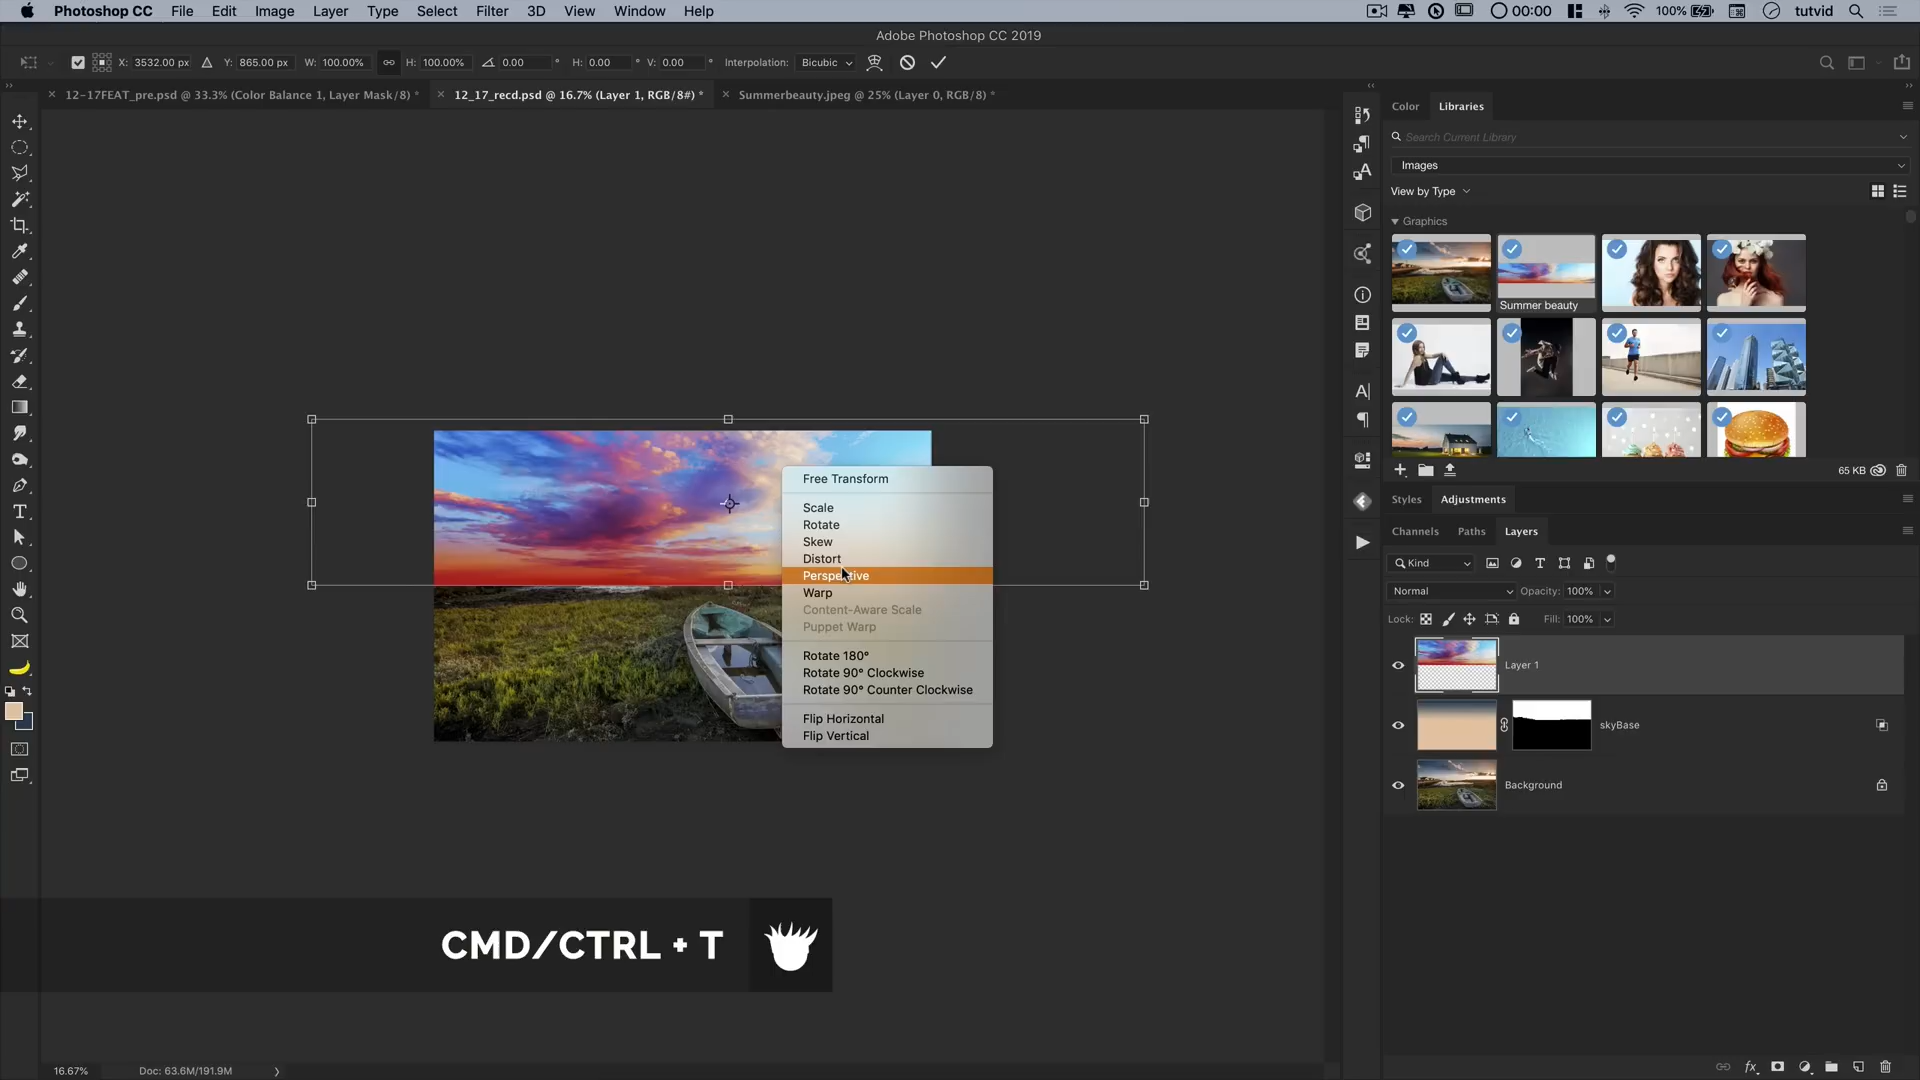 Photoshop CC File Edit Image Layer Type Select Filter 3D View Window Help 00:00 100% tutvid
Adobe Photoshop CC 2019
X: 3532.00 px Y: 865.00 px W: 100.00% H: 100.00% 0.00 ° H: 0.00 ° V: 0.00 ° Interpolation: Bicubic
12-17FEAT_pre.psd @ 33.3% (Color Balance 1, Layer Mask/8) * 12_17_recd.psd @ 16.7% (Layer 1, RGB/8#) * Summerbeauty.jpeg @ 25% (Layer 0, RGB/8) *
Color Libraries
Search Current Library
Images
View by Type
Graphics
Summer beauty
65 KB
Styles Adjustments
Channels Paths Layers
Kind
Normal Opacity: 100%
Lock: Fill: 100%
Layer 1
skyBase
Background
Free Transform
Scale
Rotate
Skew
Distort
Perspective
Warp
Content-Aware Scale
Puppet Warp
Rotate 180°
Rotate 90° Clockwise
Rotate 90° Counter Clockwise
Flip Horizontal
Flip Vertical
CMD/CTRL + T
16.67% Doc: 63.6M/191.9M